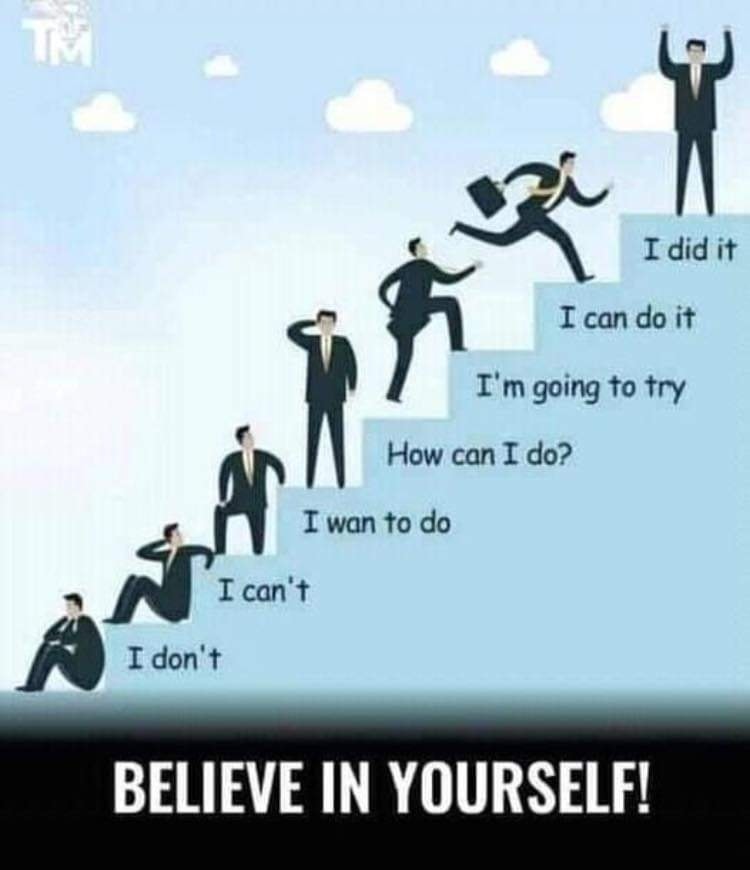 TM
I did it
I can do it
I'm going to try
How can I do?
I wan to do
I can't
I don't
BELIEVE IN YOURSELF!